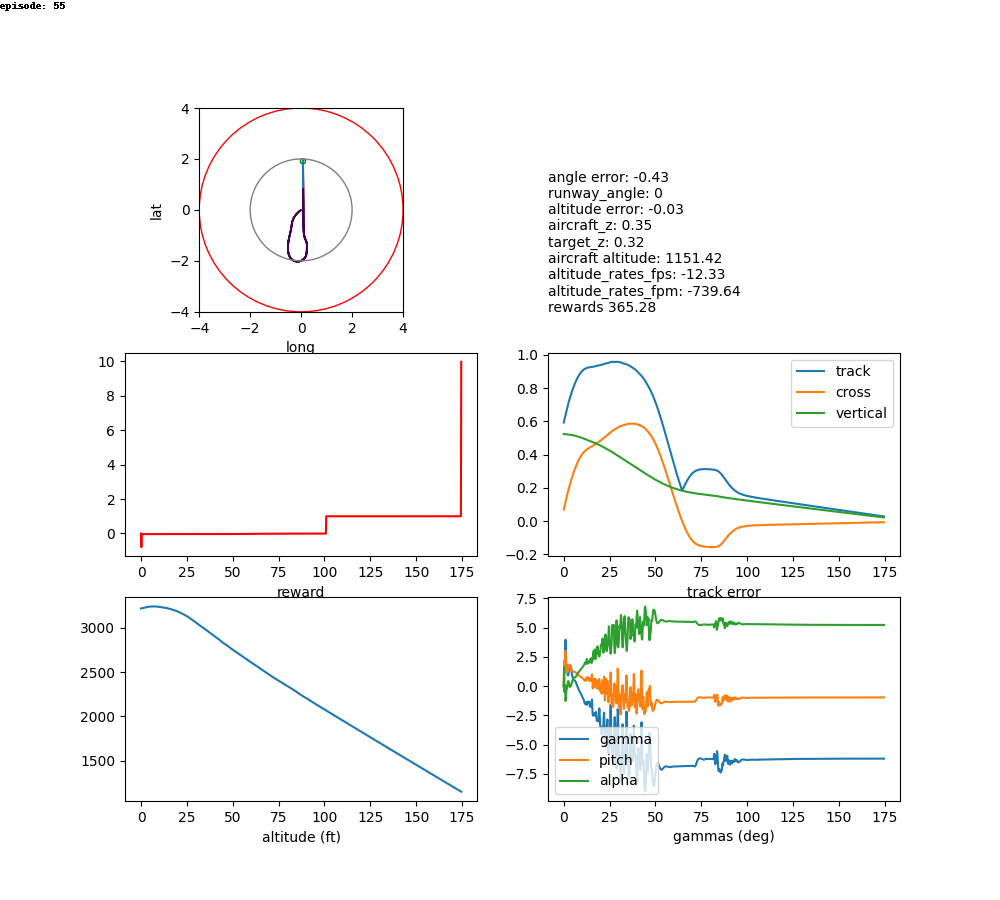 episode: 55
4
2
0
−2
−4
lat
−4 −2 0 2 4
long
angle error: -0.43
runway_angle: 0
altitude error: -0.03
aircraft_z: 0.35
target_z: 0.32
aircraft altitude: 1151.42
altitude_rates_fps: -12.33
altitude_rates_fpm: -739.64
rewards 365.28
10
8
6
4
2
0
0 25 50 75 100 125 150 175
reward
1.0
0.8
0.6
0.4
0.2
0.0
−0.2
track
cross
vertical
0 25 50 75 100 125 150 175
track error
3000
2500
2000
1500
0 25 50 75 100 125 150 175
altitude (ft)
7.5
5.0
2.5
0.0
−2.5
−5.0
−7.5
gamma
pitch
alpha
0 25 50 75 100 125 150 175
gammas (deg)